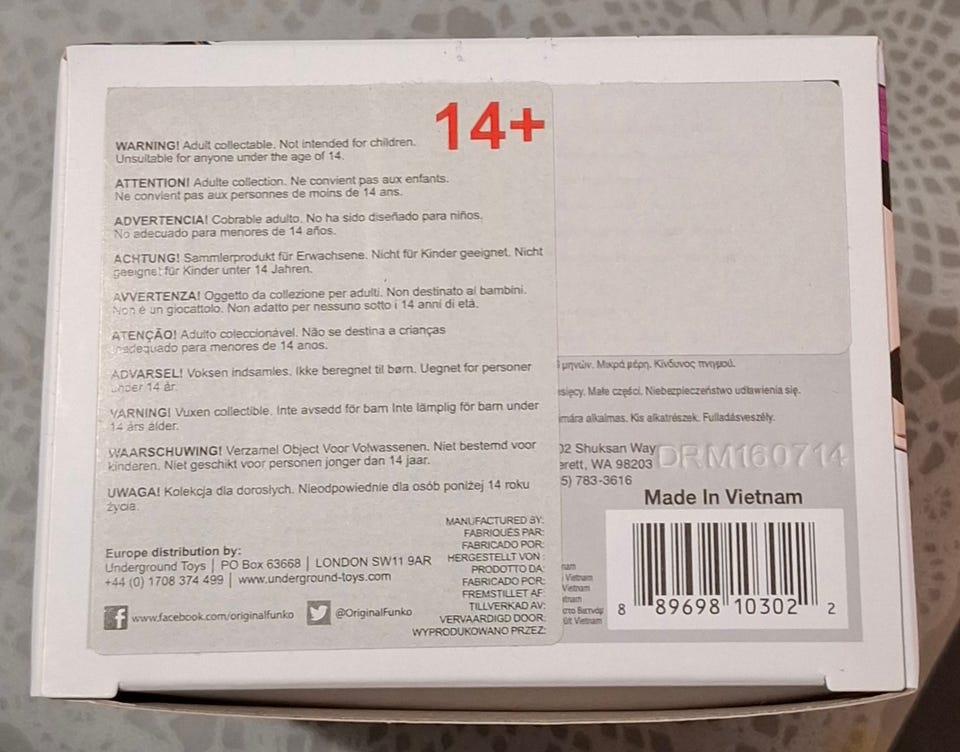 14+
WARNING! Adult collectable. Not intended for children.
Unsuitable for anyone under the age of 14.
ATTENTION! Adulte collection. Ne convient pas aux enfants.
Ne convient pas aux personnes de moins de 14 ans.
ADVERTENCIA! Cobrable adulto. No ha sido diseñado para niños.
No adecuado para menores de 14 años.
ACHTUNG! Sammlerprodukt für Erwachsene. Nicht für Kinder geeignet. Nicht
geeignet für Kinder unter 14 Jahren.
AVVERTENZA! Oggetto da collezione per adulti. Non destinato al bambini.
Non è un giocattolo. Non adatto per nessuno sotto i 14 anni di età.
ATENÇÃO! Adulto coleccionável. Não se destina a crianças
inadequado para menores de 14 anos.
ADVARSEL! Voksen indsamles. Ikke beregnet til børn. Uegnet for personer
under 14 år.
VARNING! Vuxen collectible. Inte avsedd för barn Inte lämplig för barn under
14 års ålder.
WAARSCHUWING! Verzamel Object Voor Volwassenen. Niet bestemd voor
kinderen. Niet geschikt voor personen jonger dan 14 jaar.
UWAGA! Kolekcja dla dorosłych. Nieodpowiednie dla osób poniżej 14 roku
życia.
Europe distribution by:
Underground Toys | PO Box 63668 | LONDON SW11 9AR
+44 (0) 1708 374 499 | www.underground-toys.com
www.facebook.com/originalfunko @OriginalFunko
MANUFACTURED BY:
FABRIQUÉS PAR:
FABRICADO POR:
HERGESTELLT VON :
PRODOTTO DA:
FABRICADO POR:
FREMSTILLET AF:
TILLVERKAD AV:
VERVAARDIGD DOOR:
WYPRODUKOWANO PRZEZ:
μηνών. Μικρά μέρη. Κίνδυνος πνιγμού.
Małe części. Niebezpieczeństwo udławienia się.
alkalmas. Kis alkatrészek. Fulladásveszély.
02 Shuksan Way
erett, WA 98203
5) 783-3616
DRM160714
Made In Vietnam
nam
Vietnam
Vietnam
στο Βιετνάμ
ült Vietnam
8 89698 10302 2